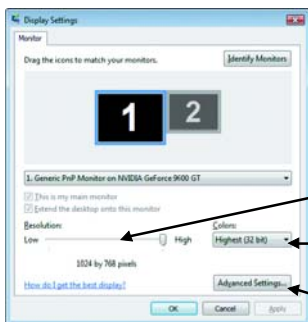 Display Settings
Monitor
Drag the icons to match your monitors.
Identify Monitors
1
2
1. Generic PnP Monitor on NVIDIA GeForce 9600 GT
This is my main monitor
Extend the desktop onto this monitor
Resolution:
Colors:
Low
High
Highest (32 bit)
1024 by 768 pixels
How do I get the best display?
Advanced Settings...
OK
Cancel
Apply